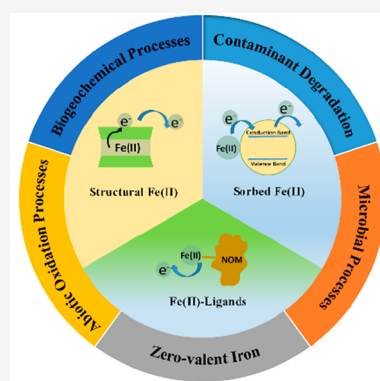 Biogeochemical Processes
Contaminant Degradation
e⁻
e⁻
Fe(II)
Structural Fe(II)
e⁻
e⁻
Conduction Band
Fe(II)
Valence Band
Sorbed Fe(II)
Abiotic Oxidation Processes
Microbial Processes
Fe(II)
NOM
e⁻
Fe(II)-Ligands
Zero-valent Iron